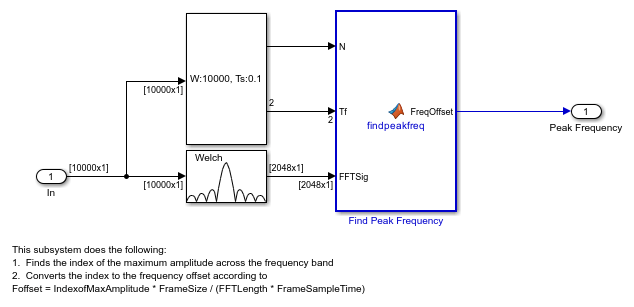 W:10000, Ts:0.1
[10000x1]
2
N
Tf
2
FreqOffset
findpeakfreq
1
Peak Frequency
Welch
[10000x1]
1
In
[10000x1]
[2048x1]
[2048x1]
FFTSig
Find Peak Frequency
This subsystem does the following:
1. Finds the index of the maximum amplitude across the frequency band
2. Converts the index to the frequency offset according to
Foffset = IndexofMaxAmplitude * FrameSize / (FFTLength * FrameSampleTime)